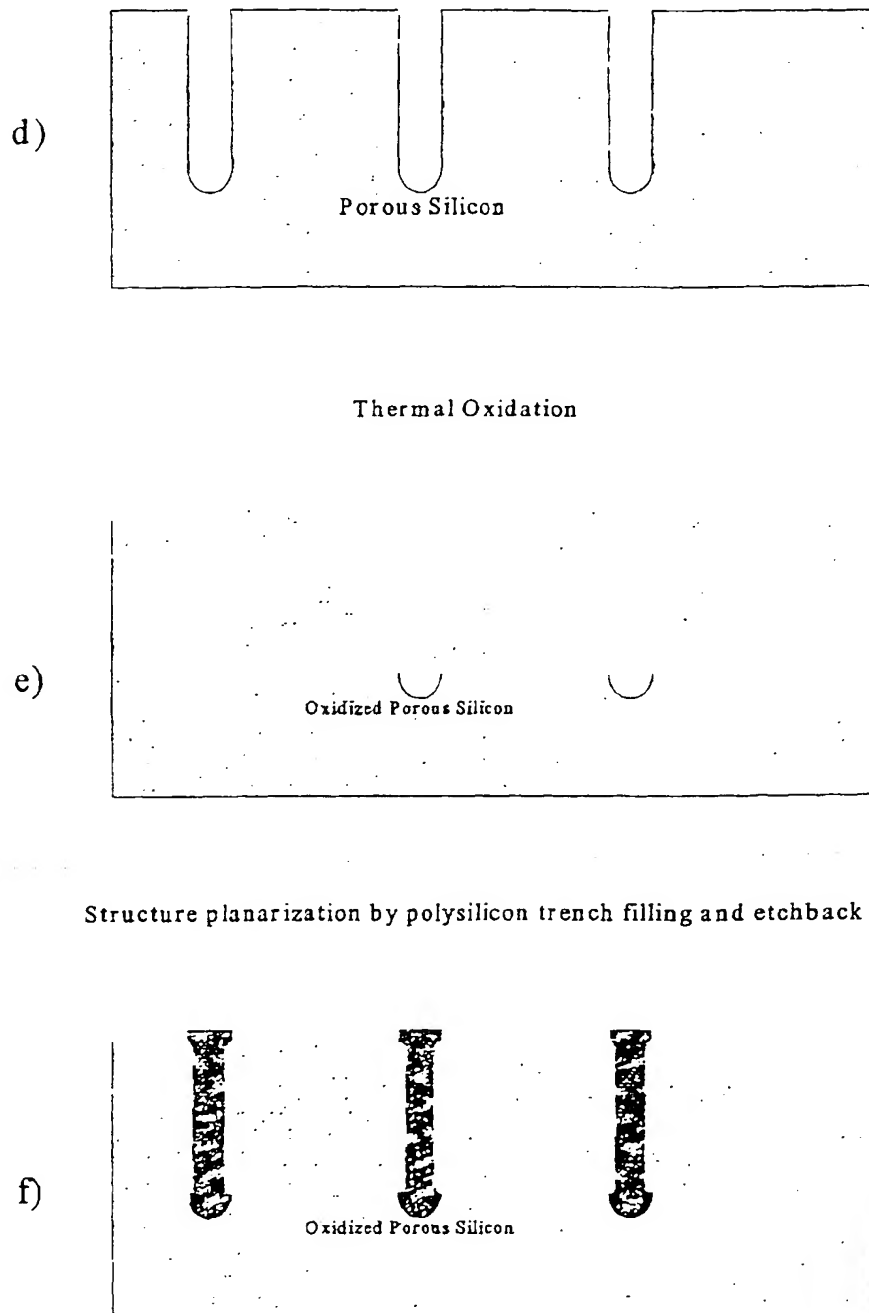 d)
Porous Silicon
Thermal Oxidation
e)
Oxidized Porous Silicon
Structure planarization by polysilicon trench filling and etchback
f)
Oxidized Porous Silicon